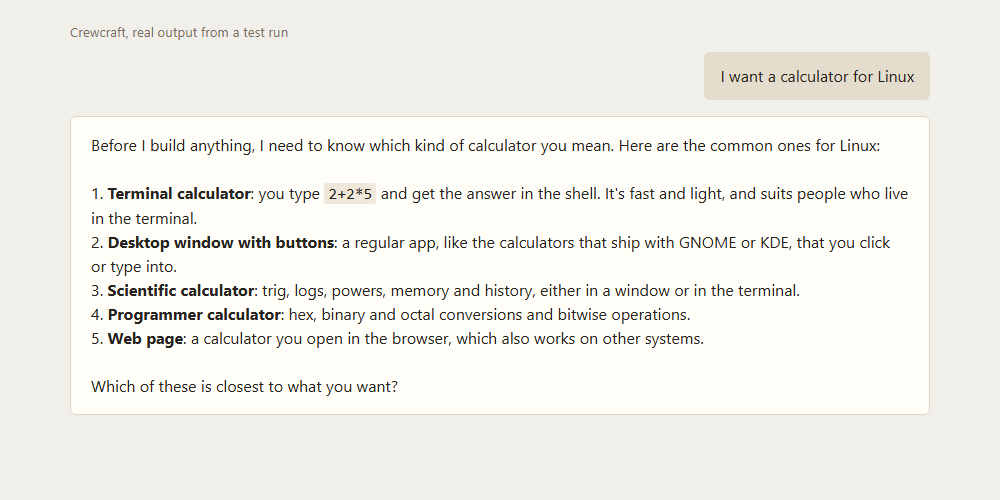 Crewcraft, real output from a test run
I want a calculator for Linux
Before I build anything, I need to know which kind of calculator you mean. Here are the common ones for Linux:
1. Terminal calculator: you type 2+2*5 and get the answer in the shell. It's fast and light, and suits people who live
in the terminal.
2. Desktop window with buttons: a regular app, like the calculators that ship with GNOME or KDE, that you click
or type into.
3. Scientific calculator: trig, logs, powers, memory and history, either in a window or in the terminal.
4. Programmer calculator: hex, binary and octal conversions and bitwise operations.
5. Web page: a calculator you open in the browser, which also works on other systems.
Which of these is closest to what you want?